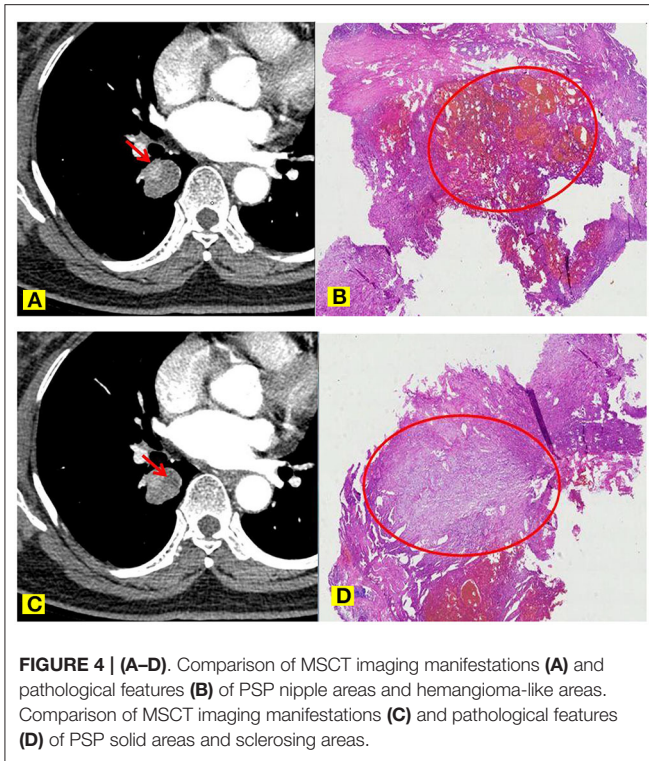 A
B
C
D
FIGURE 4 | (A–D). Comparison of MSCT imaging manifestations (A) and
pathological features (B) of PSP nipple areas and hemangioma-like areas.
Comparison of MSCT imaging manifestations (C) and pathological features
(D) of PSP solid areas and sclerosing areas.